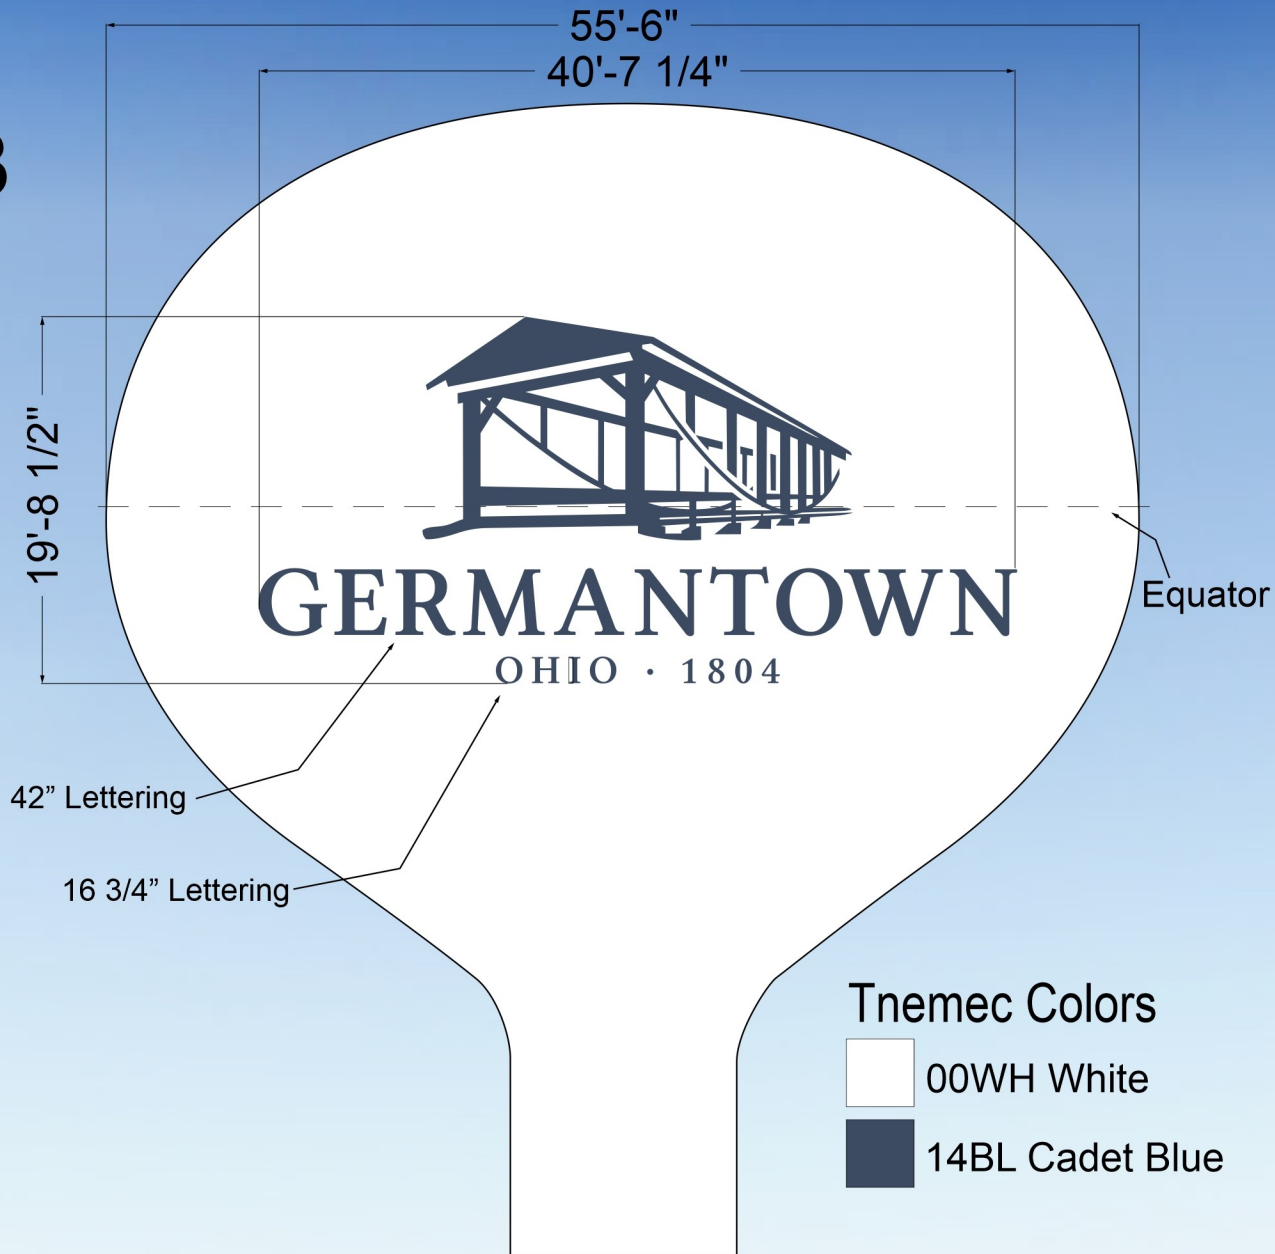 55'-6"
40'-7 1/4"
19'-8 1/2"
GERMANTOWN
OHIO · 1804
Equator
42” Lettering
16 3/4” Lettering
Tnemec Colors
00WH White
14BL Cadet Blue